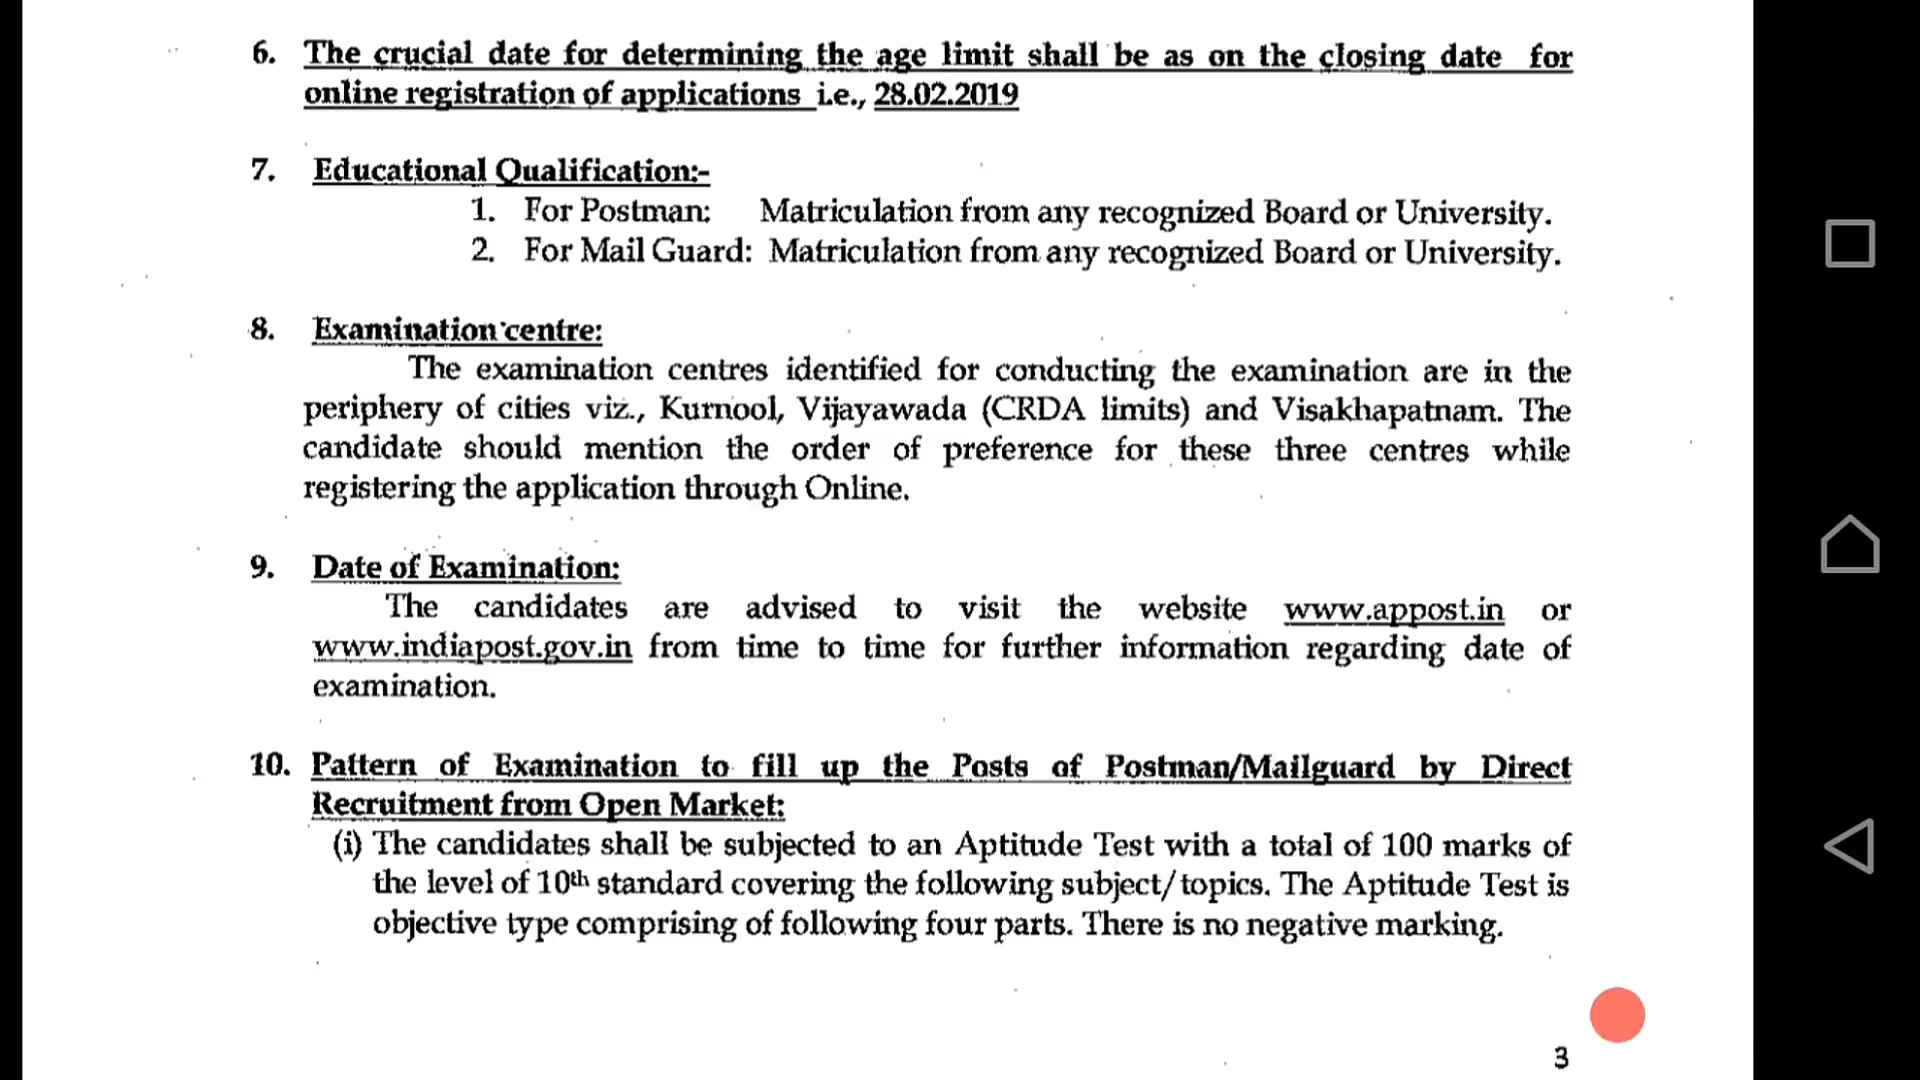 6. The crucial date for determining the age limit shall be as on the closing date for
online registration of applications i.e., 28.02.2019
7. Educational Qualification:-
1. For Postman: Matriculation from any recognized Board or University.
2. For Mail Guard: Matriculation from any recognized Board or University.
8. Examination centre:
The examination centres identified for conducting the examination are in the
periphery of cities viz., Kurnool, Vijayawada (CRDA limits) and Visakhapatnam. The
candidate should mention the order of preference for these three centres while
registering the application through Online.
9. Date of Examination:
The candidates are advised to visit the website www.appost.in or
www.indiapost.gov.in from time to time for further information regarding date of
examination.
10. Pattern of Examination to fill up the Posts of Postman/Mailguard by Direct
Recruitment from Open Market:
(i) The candidates shall be subjected to an Aptitude Test with a total of 100 marks of
the level of 10th standard covering the following subject/topics. The Aptitude Test is
objective type comprising of following four parts. There is no negative marking.
3